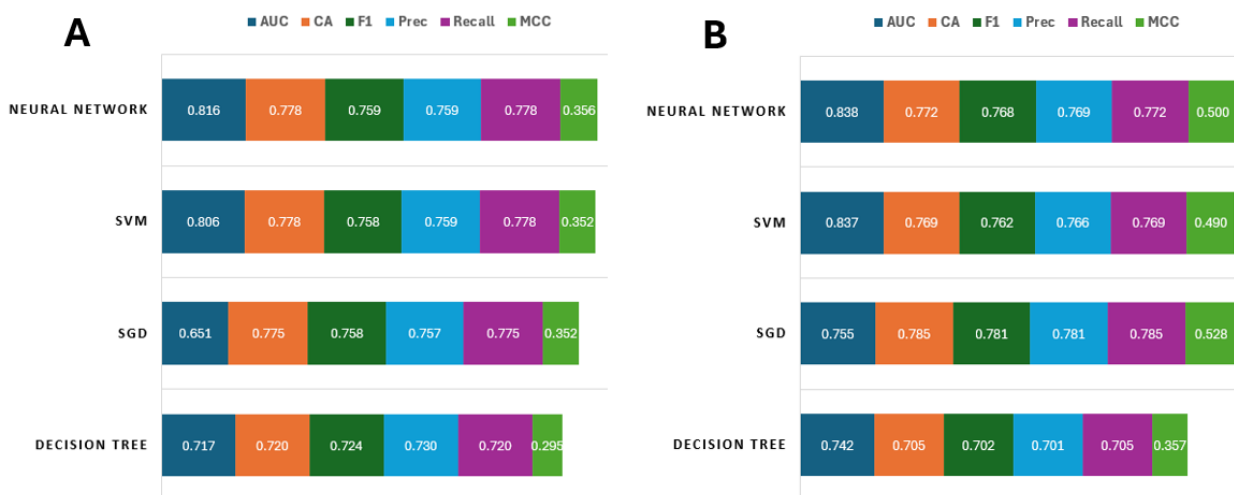 A
AUC CA F1 Prec Recall MCC
NEURAL NETWORK 0.816 0.778 0.759 0.759 0.778 0.356
SVM 0.806 0.778 0.758 0.759 0.778 0.352
SGD 0.651 0.775 0.758 0.757 0.775 0.352
DECISION TREE 0.717 0.720 0.724 0.730 0.720 0.295
B
AUC CA F1 Prec Recall MCC
NEURAL NETWORK 0.838 0.772 0.768 0.769 0.772 0.500
SVM 0.837 0.769 0.762 0.766 0.769 0.490
SGD 0.755 0.785 0.781 0.781 0.785 0.528
DECISION TREE 0.742 0.705 0.702 0.701 0.705 0.357